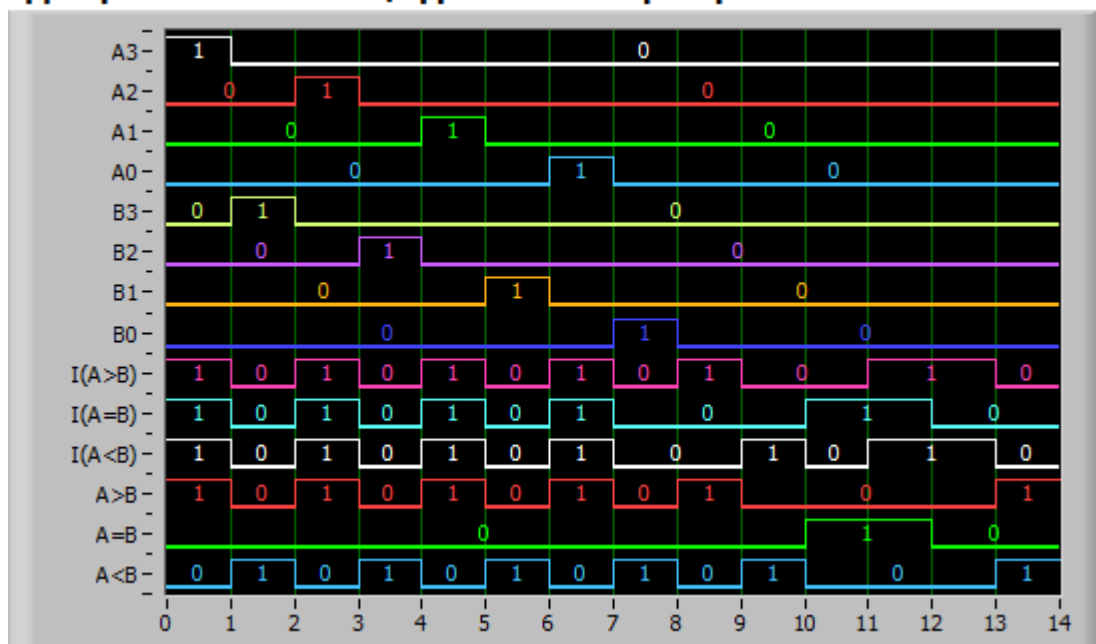 A3 1 0
A2 0 1 0
A1 0 1 0
A0 0 1 0
B3 0 1 0
B2 0 1 0
B1 0 1 0
B0 0 1 0
I(A>B) 1 0 1 0 1 0 1 0 1 0 1 0
I(A=B) 1 0 1 0 1 0 1 0 1 0
I(A<B) 1 0 1 0 1 0 1 0 1 0 1 0
A>B 1 0 1 0 1 0 1 0 1 0 1
A=B 0 1 0
A<B 0 1 0 1 0 1 0 1 0 1 0 1
0 1 2 3 4 5 6 7 8 9 10 11 12 13 14